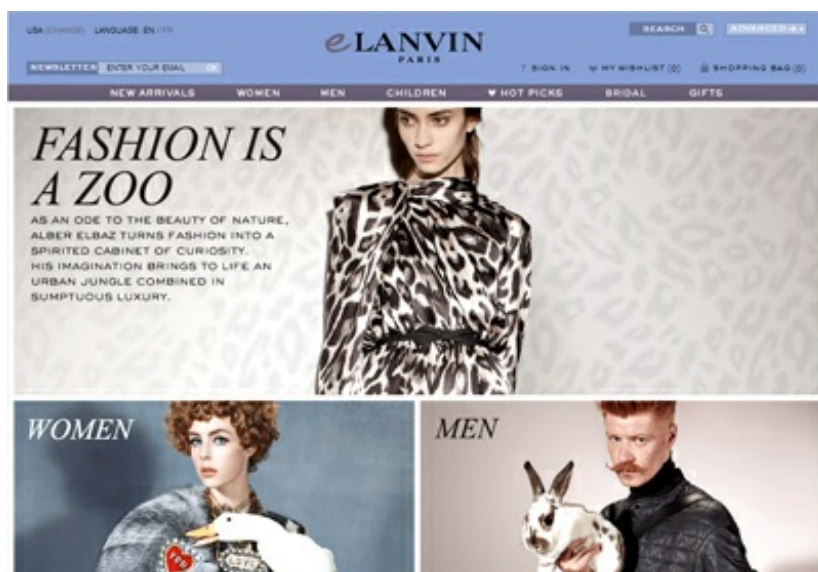 USA (CHANGE) LANGUAGE EN / FR
SEARCH
ADVANCED
eLANVIN
PARIS
NEWSLETTER ENTER YOUR EMAIL OK
? SIGN IN MY WISHLIST (0) SHOPPING BAG (0)
NEW ARRIVALS WOMEN MEN CHILDREN ♥ HOT PICKS BRIDAL GIFTS
FASHION IS
A ZOO
AS AN ODE TO THE BEAUTY OF NATURE,
ALBER ELBAZ TURNS FASHION INTO A
SPIRITED CABINET OF CURIOSITY.
HIS IMAGINATION BRINGS TO LIFE AN
URBAN JUNGLE COMBINED IN
SUMPTUOUS LUXURY.
WOMEN
MEN